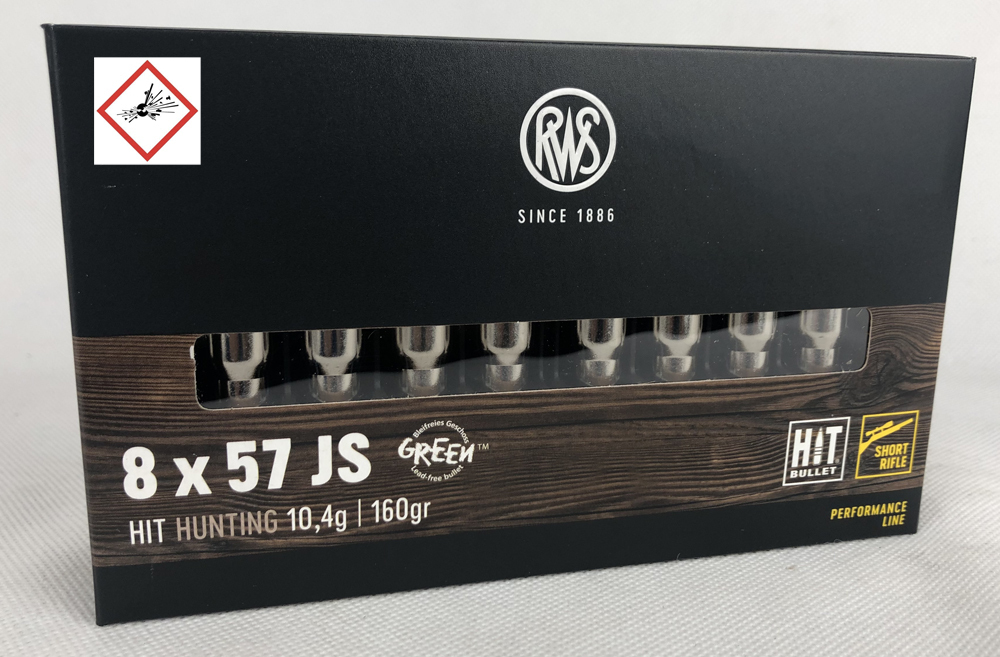 RWS
SINCE 1886
8 x 57 JS
Bleifreies Geschoss
GREEN™
Lead-free bullet
HIT HUNTING 10,4g | 160gr
HIT
BULLET
SHORT
RIFLE
PERFORMANCE
LINE